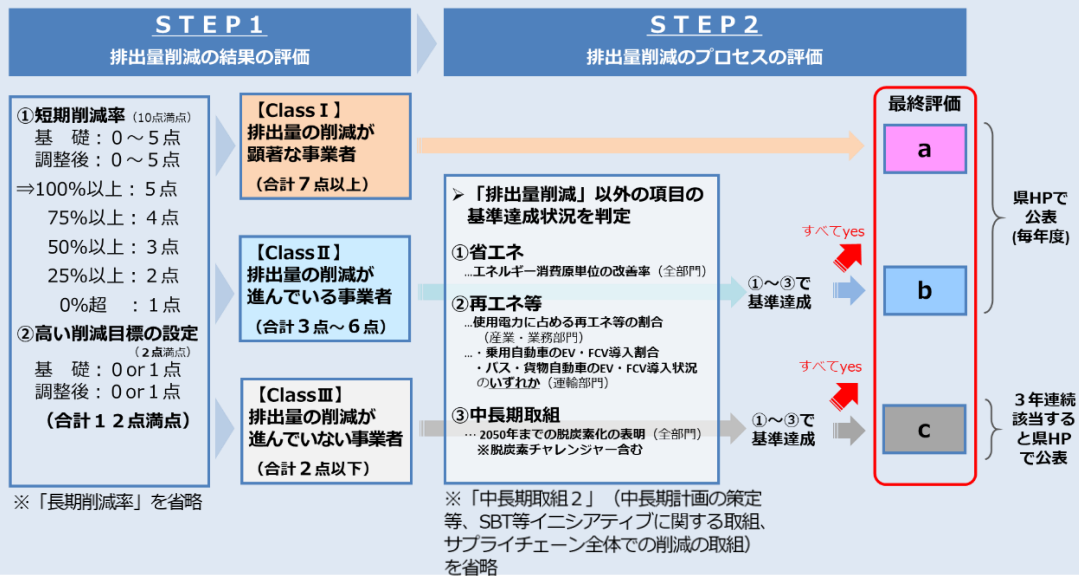 STEP1
排出量削減の結果の評価
STEP2
排出量削減のプロセスの評価
①短期削減率（10点満点）
基　礎：０～５点
調整後：０～５点
⇒100%以上：５点
75%以上：４点
50%以上：３点
25%以上：２点
0%超　：１点
②高い削減目標の設定
（２点満点）
基　礎：０or１点
調整後：０or１点
（合計１２点満点）
※「長期削減率」を省略
【ClassⅠ】
排出量の削減が
顕著な事業者
（合計７点以上）
【ClassⅡ】
排出量の削減が
進んでいる事業者
（合計３点～６点）
【ClassⅢ】
排出量の削減が
進んでいない事業者
（合計２点以下）
➢「排出量削減」以外の項目の
基準達成状況を判定
①省エネ
…エネルギー消費原単位の改善率（全部門）
②再エネ等
…使用電力に占める再エネ等の割合
（産業・業務部門）
…・乗用自動車のEV・FCV導入割合
・バス・貨物自動車のEV・FCV導入状況
のいずれか（運輸部門）
③中長期取組
…2050年までの脱炭素化の表明（全部門）
※脱炭素チャレンジャー含む
※「中長期取組２」（中長期計画の策定
等、SBT等イニシアティブに関する取組、
サプライチェーン全体での削減の取組）
を省略
すべてyes
①～③で
基準達成
すべてyes
①～③で
基準達成
最終評価
a
b
c
県HPで
公表
(毎年度)
３年連続
該当する
と県HP
で公表